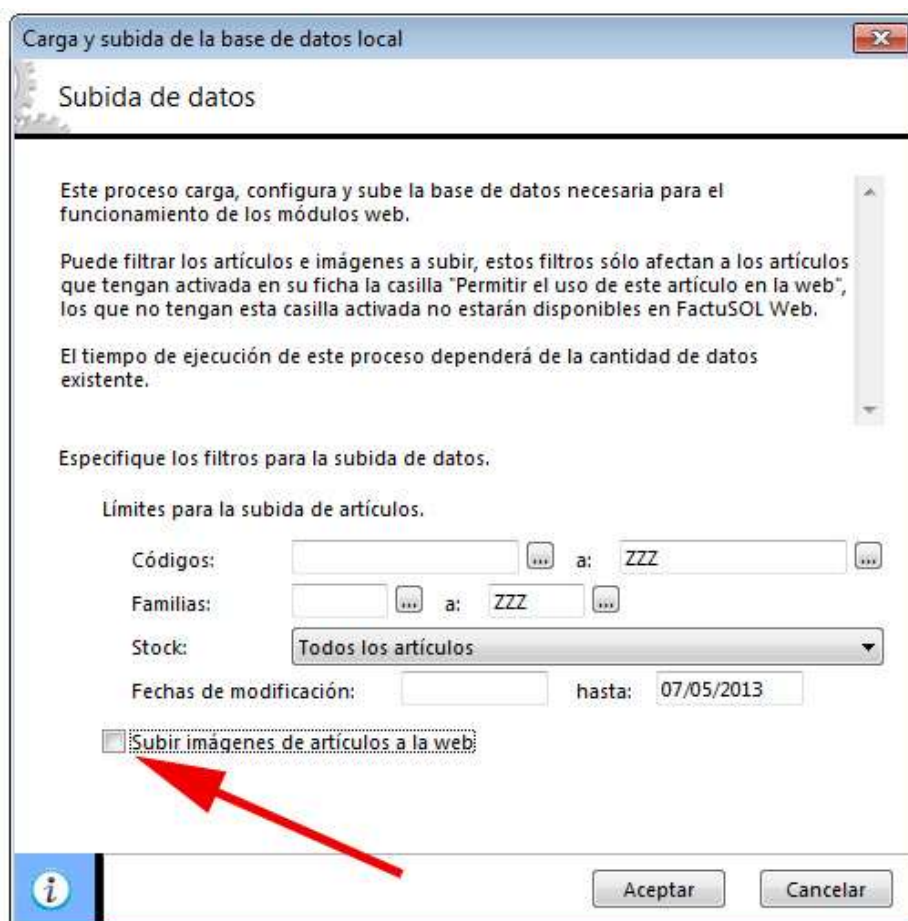 Carga y subida de la base de datos local
Subida de datos
Este proceso carga, configura y sube la base de datos necesaria para el
funcionamiento de los módulos web.
Puede filtrar los artículos e imágenes a subir, estos filtros sólo afectan a los artículos
que tengan activada en su ficha la casilla "Permitir el uso de este artículo en la web",
los que no tengan esta casilla activada no estarán disponibles en FactuSOL Web.
El tiempo de ejecución de este proceso dependerá de la cantidad de datos
existente.
Especifique los filtros para la subida de datos.
Límites para la subida de artículos.
Códigos: ... a: ZZZ ...
Familias: ... a: ZZZ ...
Stock: Todos los artículos
Fechas de modificación: hasta: 07/05/2013
Subir imágenes de artículos a la web
i Aceptar Cancelar